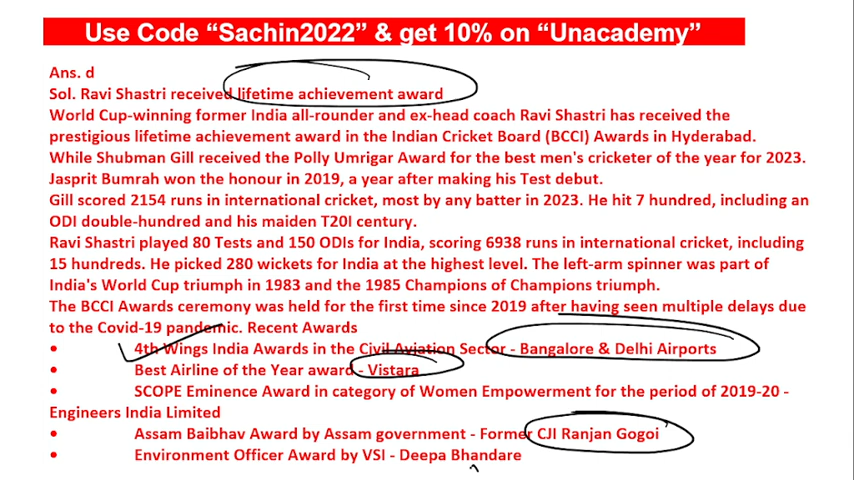 Use Code “Sachin2022” & get 10% on “Unacademy”
Ans. d
Sol. Ravi Shastri received lifetime achievement award
World Cup-winning former India all-rounder and ex-head coach Ravi Shastri has received the
prestigious lifetime achievement award in the Indian Cricket Board (BCCI) Awards in Hyderabad.
While Shubman Gill received the Polly Umrigar Award for the best men's cricketer of the year for 2023.
Jasprit Bumrah won the honour in 2019, a year after making his Test debut.
Gill scored 2154 runs in international cricket, most by any batter in 2023. He hit 7 hundred, including an
ODI double-hundred and his maiden T20I century.
Ravi Shastri played 80 Tests and 150 ODIs for India, scoring 6938 runs in international cricket, including
15 hundreds. He picked 280 wickets for India at the highest level. The left-arm spinner was part of
India's World Cup triumph in 1983 and the 1985 Champions of Champions triumph.
The BCCI Awards ceremony was held for the first time since 2019 after having seen multiple delays due
to the Covid-19 pandemic. Recent Awards
• 4th Wings India Awards in the Civil Aviation Sector - Bangalore & Delhi Airports
• Best Airline of the Year award - Vistara
• SCOPE Eminence Award in category of Women Empowerment for the period of 2019-20 -
Engineers India Limited
• Assam Baibhav Award by Assam government - Former CJI Ranjan Gogoi
• Environment Officer Award by VSI - Deepa Bhandare